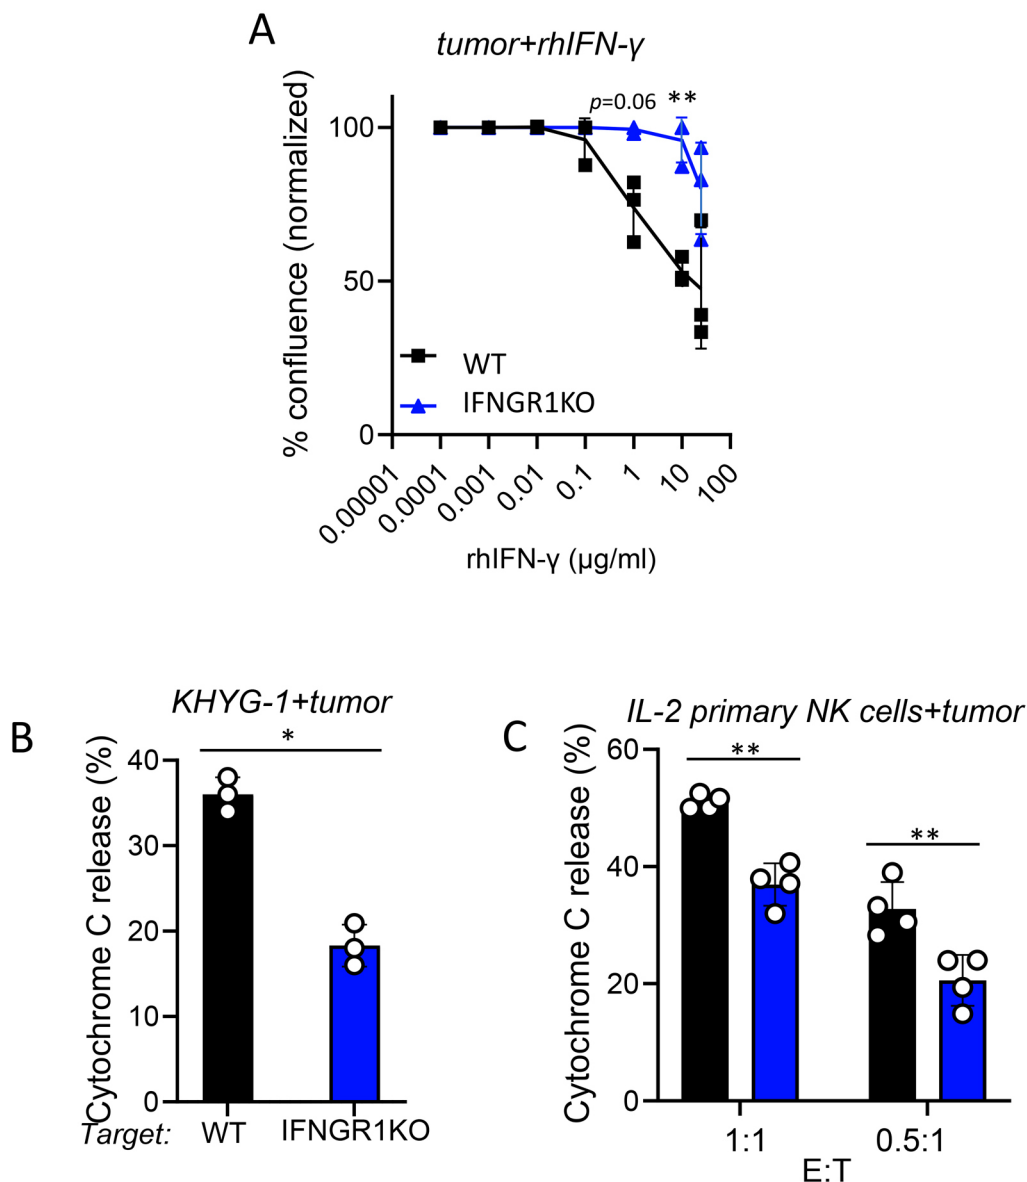 A
tumor+rhIFN-γ
% confluence (normalized)
p=0.06 **
100
50
0
WT
IFNGR1KO
0.00001 0.0001 0.001 0.01 0.1 1 10 100
rhIFN-γ (μg/ml)
B
KHYG-1+tumor
Cytochrome C release (%)
*
40
30
20
10
0
Target: WT IFNGR1KO
C
IL-2 primary NK cells+tumor
Cytochrome C release (%)
**
**
60
40
20
0
1:1 0.5:1
E:T